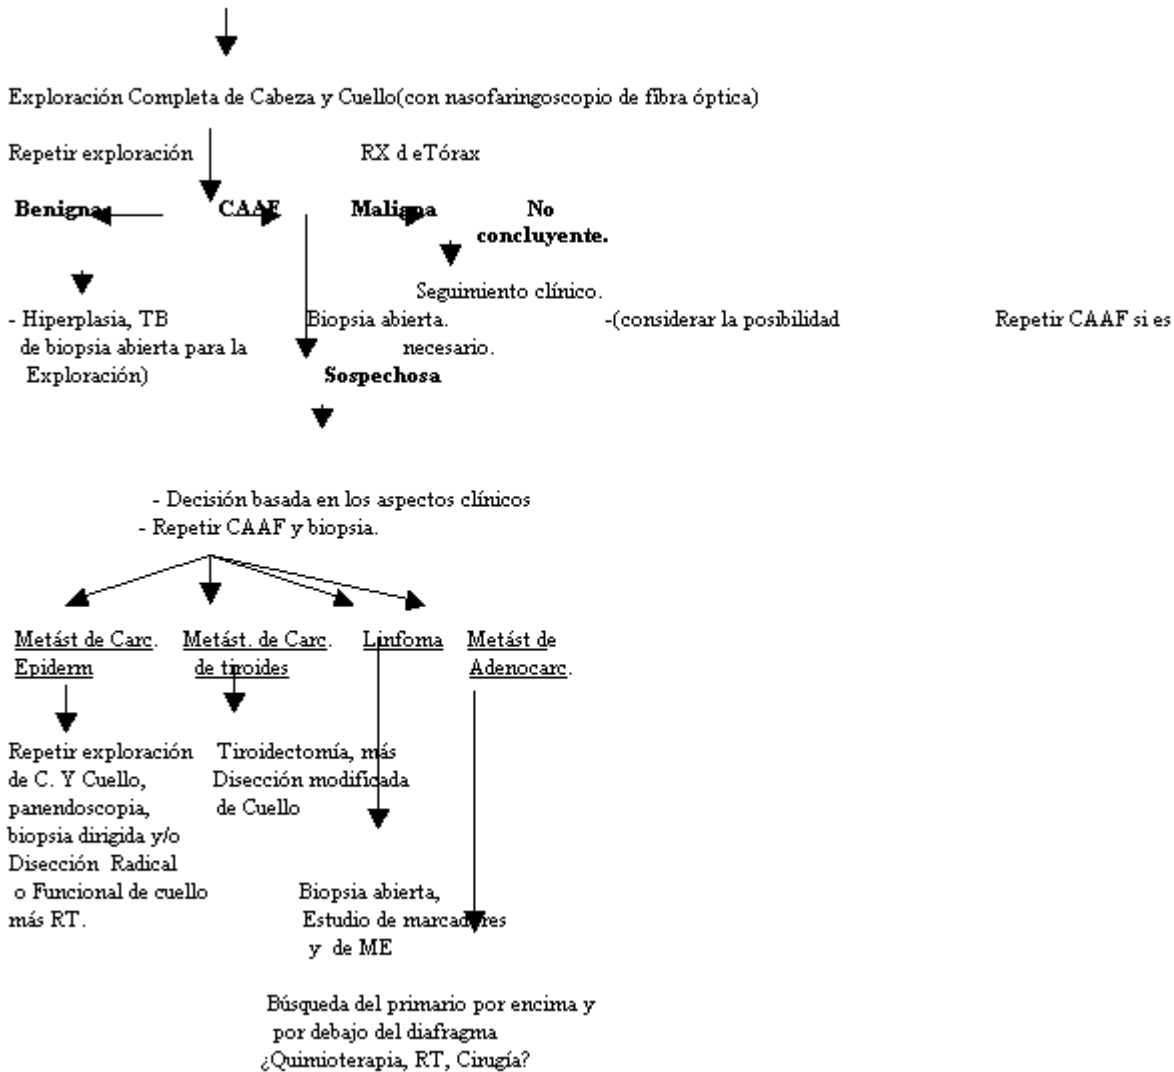 Exploración Completa de Cabeza y Cuello(con nasofaringoscopio de fibra óptica)
Repetir exploración RX d eTórax
Benigna CAAF Maligna No
concluyente.
Seguimiento clínico.
- Hiperplasia, TB Biopsia abierta. -(considerar la posibilidad Repetir CAAF si es
de biopsia abierta para la necesario.
Exploración) Sospechosa
- Decisión basada en los aspectos clínicos
- Repetir CAAF y biopsia.
Metást de Carc. Metást. de Carc. Linfoma Metást de
Epiderm de tiroides Adenocarc.
Repetir exploración Tiroidectomía, más
de C. Y Cuello, Disección modificada
panendoscopia, de Cuello
biopsia dirigida y/o
Disección Radical
o Funcional de cuello Biopsia abierta,
más RT. Estudio de marcadores
y de ME
Búsqueda del primario por encima y
por debajo del diafragma
¿Quimioterapia, RT, Cirugía?